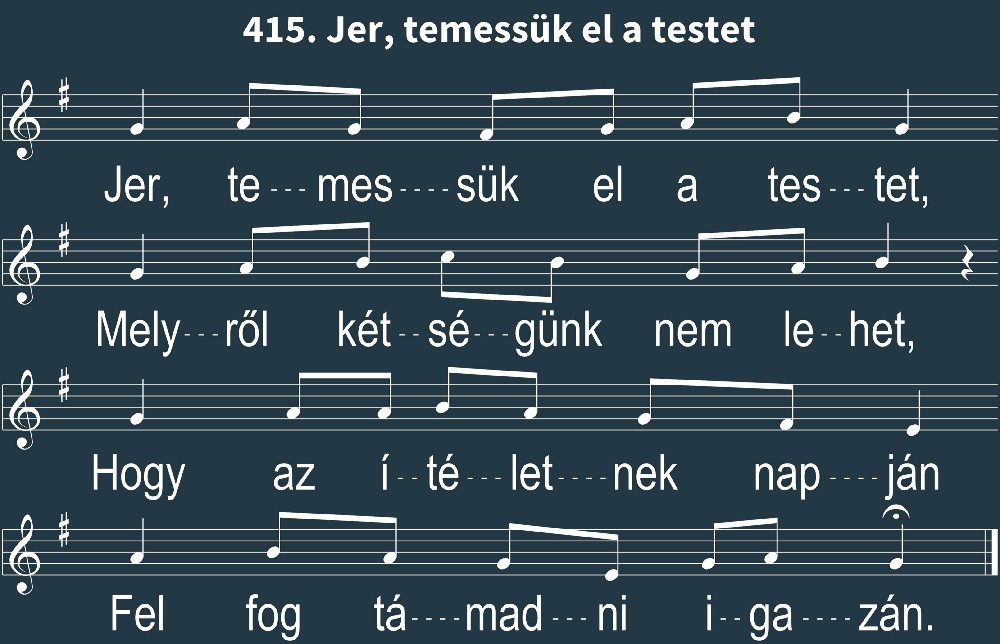 415. Jer, temessük el a testet
Jer, te---mes----sük el a tes---tet,
Mely---ről két--sé---günk nem le--het,
Hogy az í--té---let----nek nap----ján
Fel fog tá----mad---ni i--ga----zán.